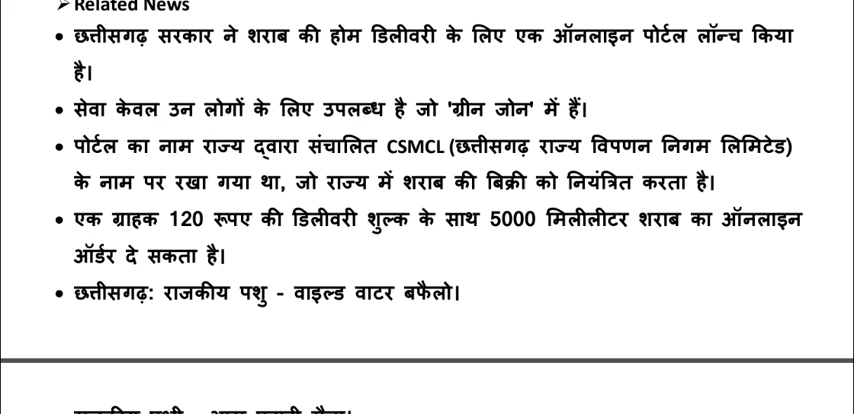 ➢ Related News
• छत्तीसगढ़ सरकार ने शराब की होम डिलीवरी के लिए एक ऑनलाइन पोर्टल लॉन्च किया
है।
• सेवा केवल उन लोगों के लिए उपलब्ध है जो 'ग्रीन जोन' में हैं।
• पोर्टल का नाम राज्य द्वारा संचालित CSMCL (छत्तीसगढ़ राज्य विपणन निगम लिमिटेड)
के नाम पर रखा गया था, जो राज्य में शराब की बिक्री को नियंत्रित करता है।
• एक ग्राहक 120 रूपए की डिलीवरी शुल्क के साथ 5000 मिलीलीटर शराब का ऑनलाइन
ऑर्डर दे सकता है।
• छत्तीसगढ़: राजकीय पशु - वाइल्ड वाटर बफैलो।